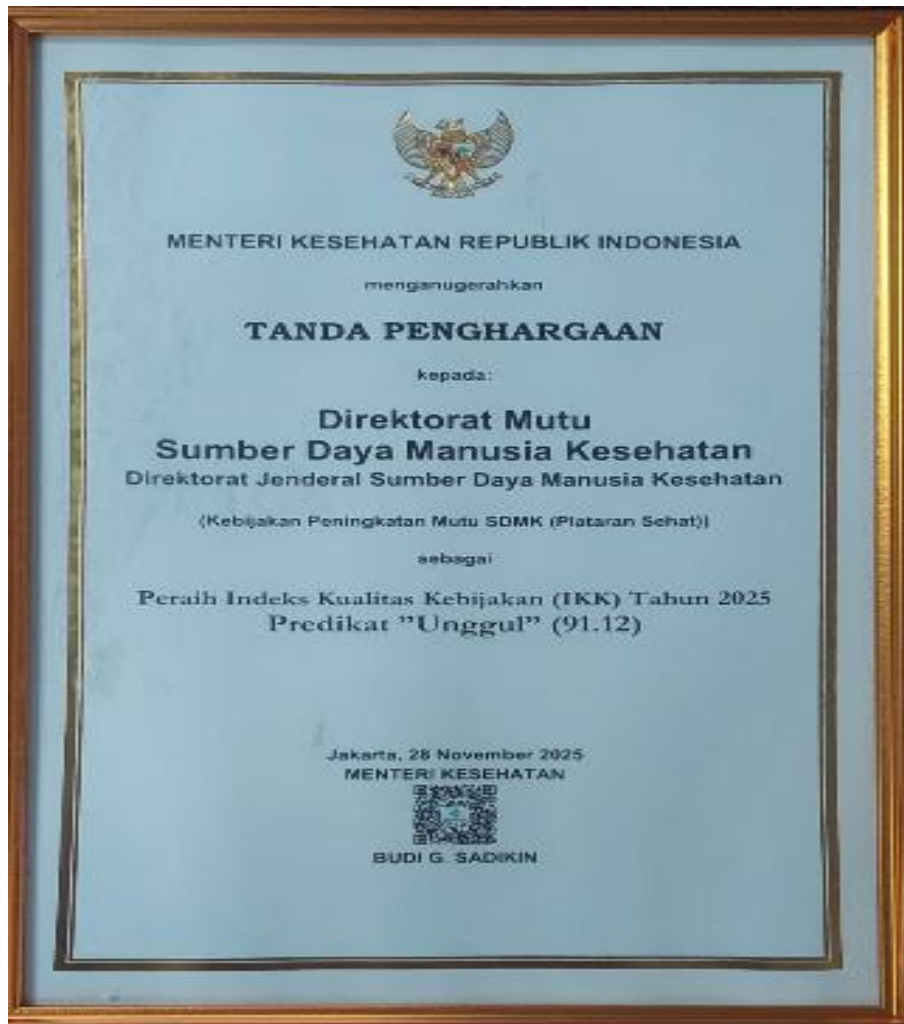 MENTERI KESEHATAN REPUBLIK INDONESIA
menganugerahkan
TANDA PENGHARGAAN
kepada:
Direktorat Mutu
Sumber Daya Manusia Kesehatan
Direktorat Jenderal Sumber Daya Manusia Kesehatan
(Kebijakan Peningkatan Mutu SDMK (Plataran Sehat))
sebagai
Peraih Indeks Kualitas Kebijakan (IKK) Tahun 2025
Predikat ”Unggul” (91.12)
Jakarta, 28 November 2025
MENTERI KESEHATAN
BUDI G. SADIKIN